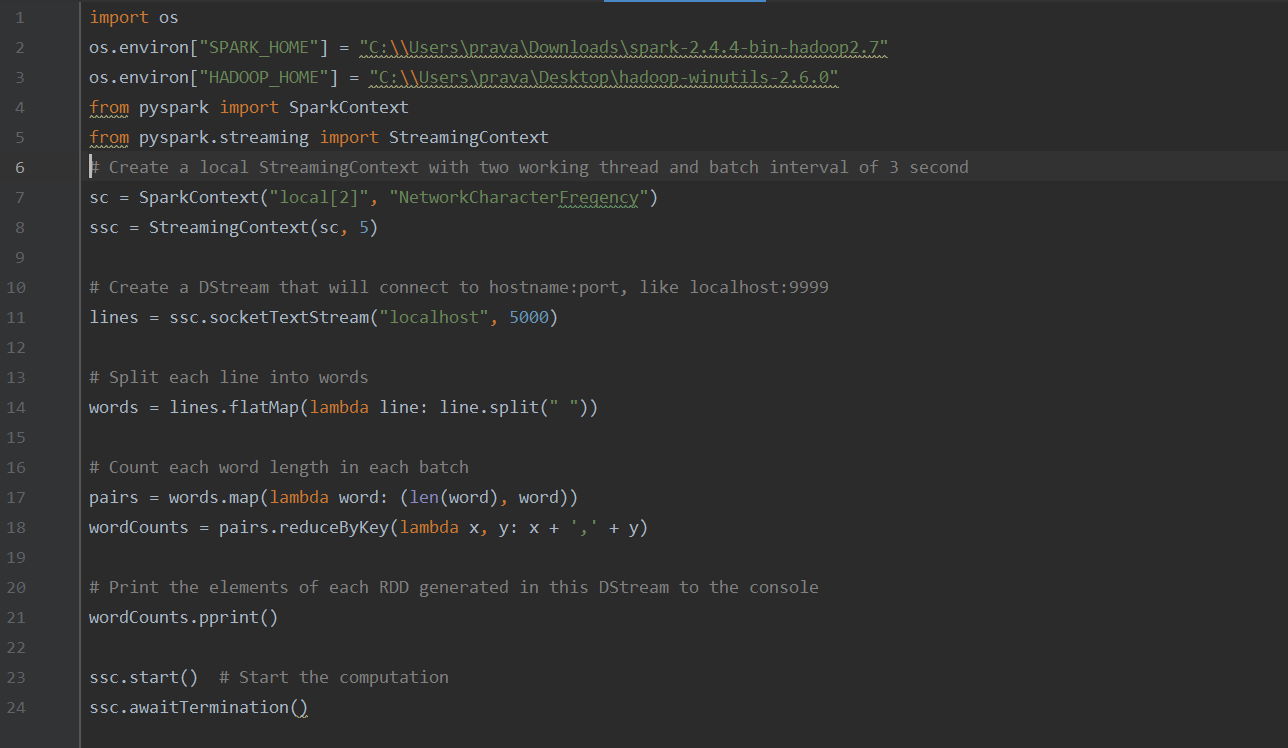 1 import os
2 os.environ["SPARK_HOME"] = "C:\\Users\prava\Downloads\spark-2.4.4-bin-hadoop2.7"
3 os.environ["HADOOP_HOME"] = "C:\\Users\prava\Desktop\hadoop-winutils-2.6.0"
4 from pyspark import SparkContext
5 from pyspark.streaming import StreamingContext
6 # Create a local StreamingContext with two working thread and batch interval of 3 second
7 sc = SparkContext("local[2]", "NetworkCharacterFreqency")
8 ssc = StreamingContext(sc, 5)
9
10 # Create a DStream that will connect to hostname:port, like localhost:9999
11 lines = ssc.socketTextStream("localhost", 5000)
12
13 # Split each line into words
14 words = lines.flatMap(lambda line: line.split(" "))
15
16 # Count each word length in each batch
17 pairs = words.map(lambda word: (len(word), word))
18 wordCounts = pairs.reduceByKey(lambda x, y: x + ',' + y)
19
20 # Print the elements of each RDD generated in this DStream to the console
21 wordCounts.pprint()
22
23 ssc.start()  # Start the computation
24 ssc.awaitTermination()